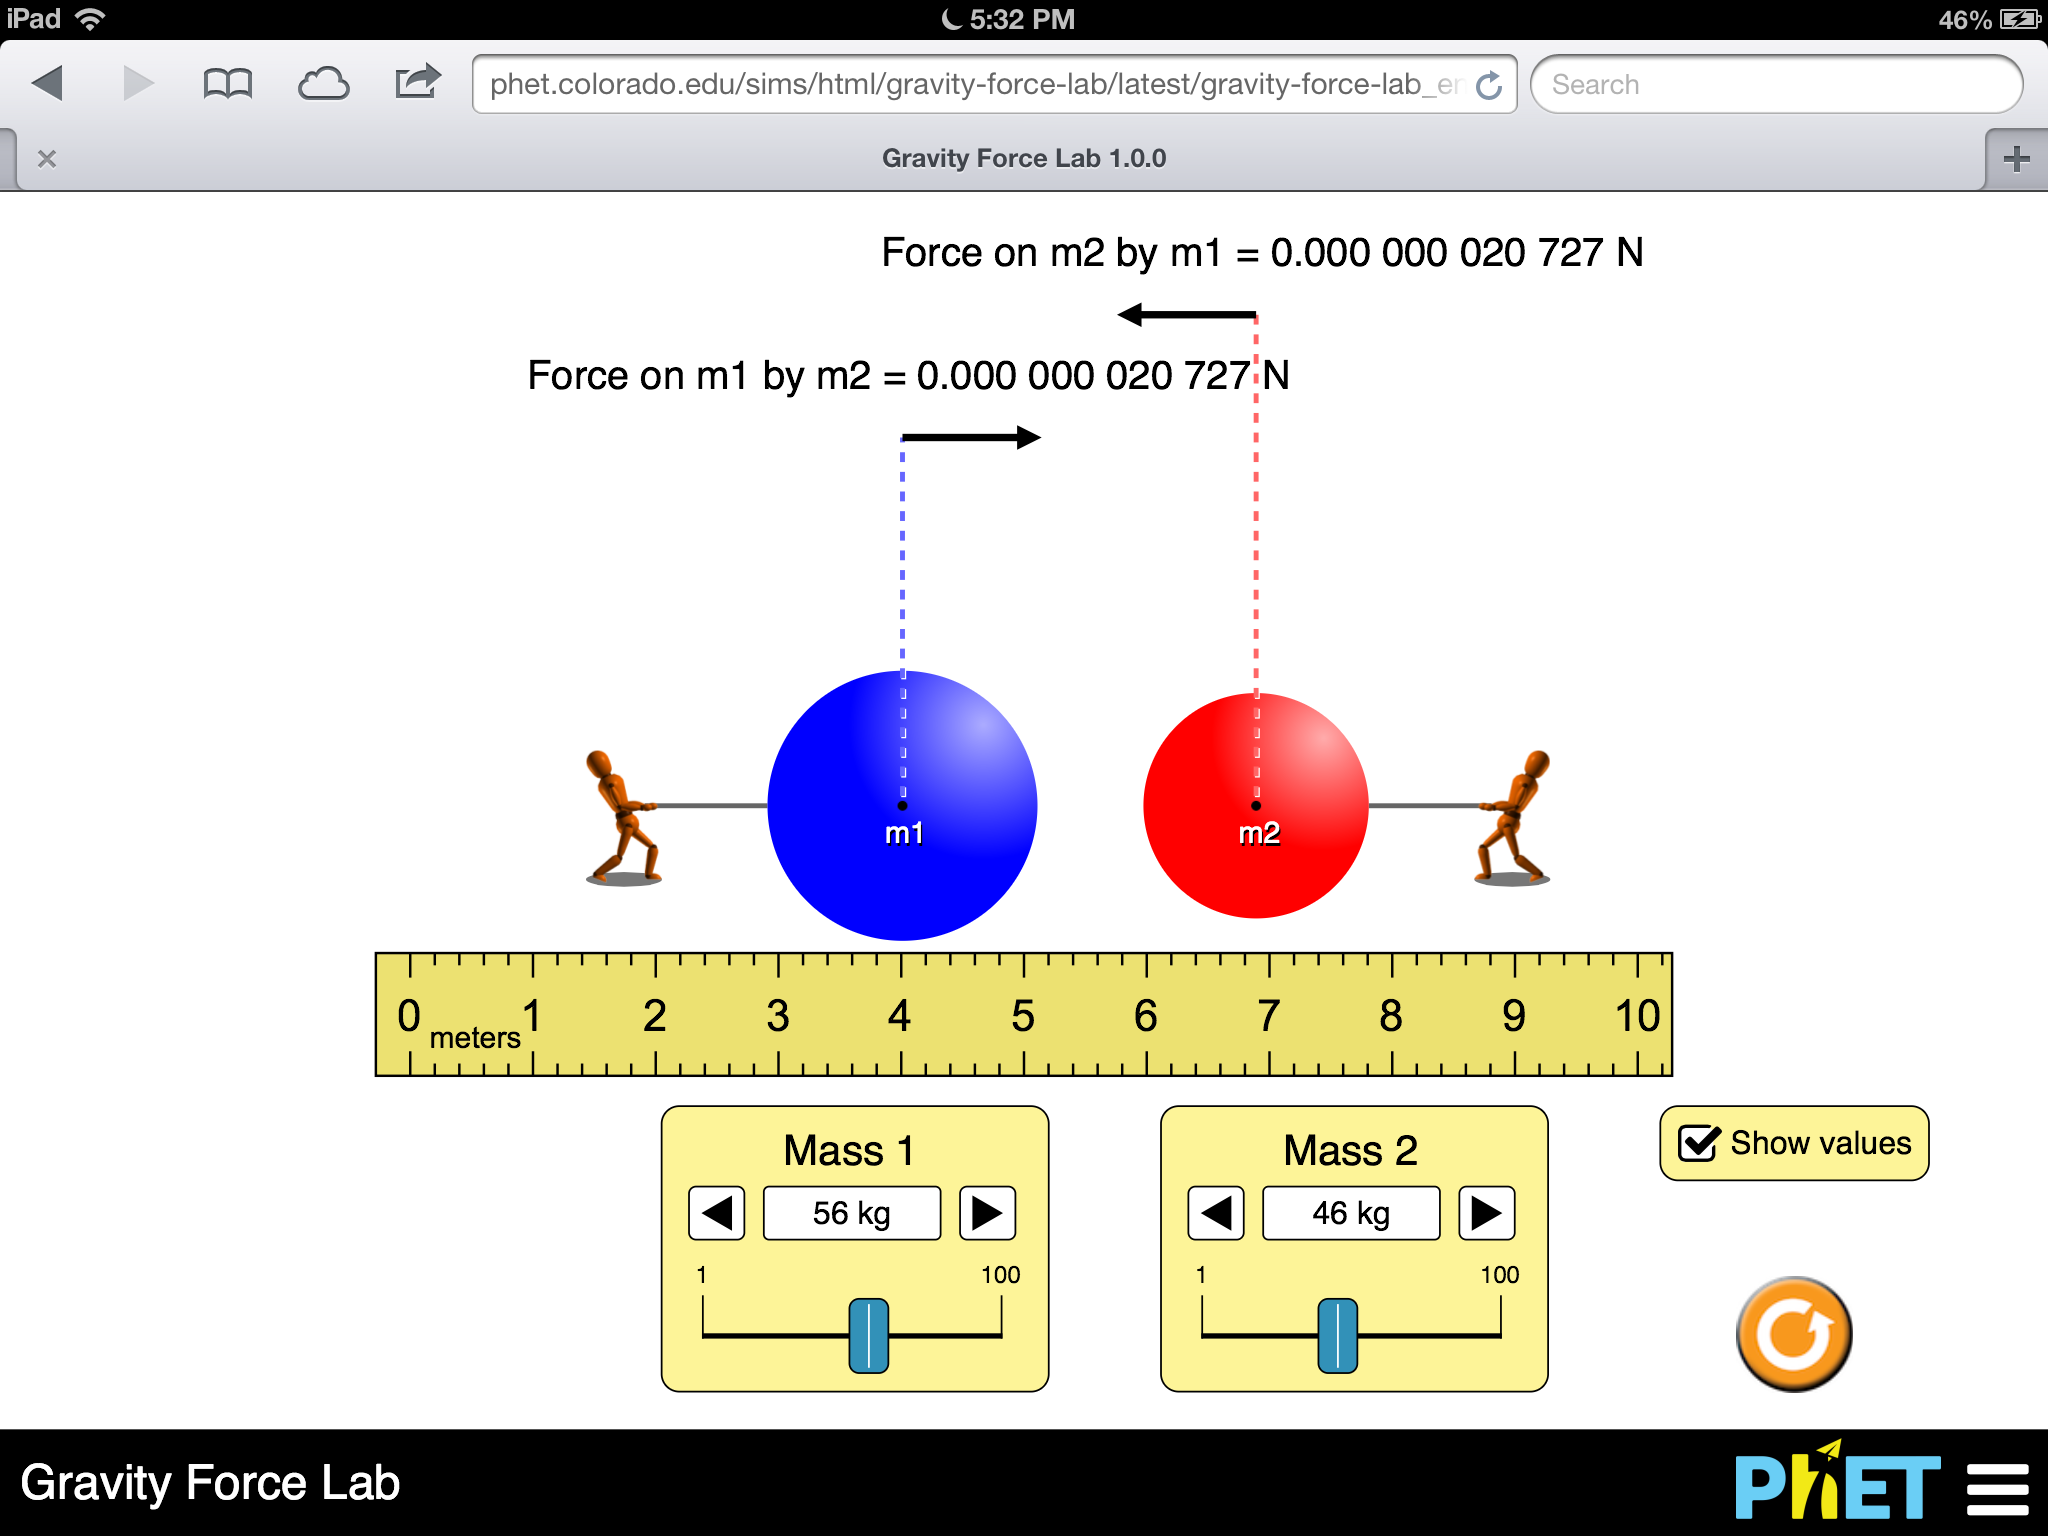 iPad 5:32 PM 46%
phet.colorado.edu/sims/html/gravity-force-lab/latest/gravity-force-lab_en
Search
Gravity Force Lab 1.0.0
Force on m2 by m1 = 0.000 000 020 727 N
Force on m1 by m2 = 0.000 000 020 727 N
m1 m2
0 1 2 3 4 5 6 7 8 9 10
meters
Mass 1
56 kg
1 100
Mass 2
46 kg
1 100
Show values
Gravity Force Lab
PhET